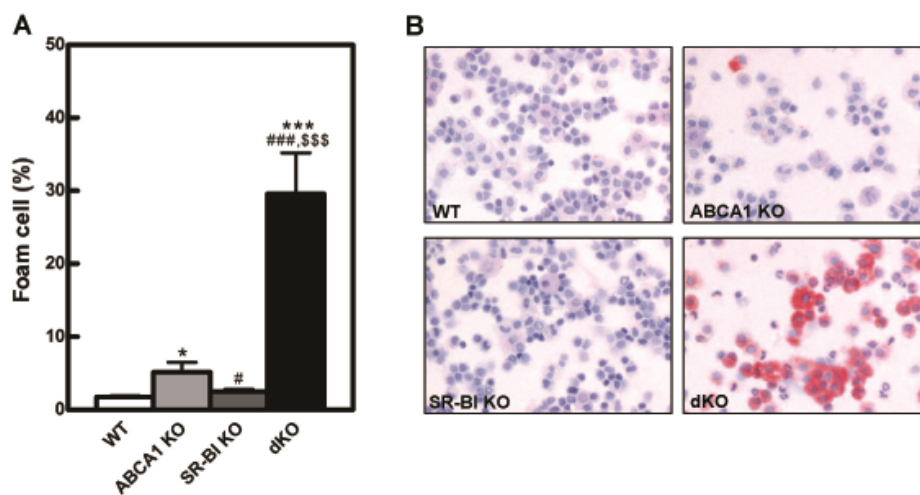 A
Foam cell (%)
50
40
30
20
10
0
***
###,$$$
*
#
WT
ABCA1 KO
SR-BI KO
dKO
B
WT
ABCA1 KO
SR-BI KO
dKO